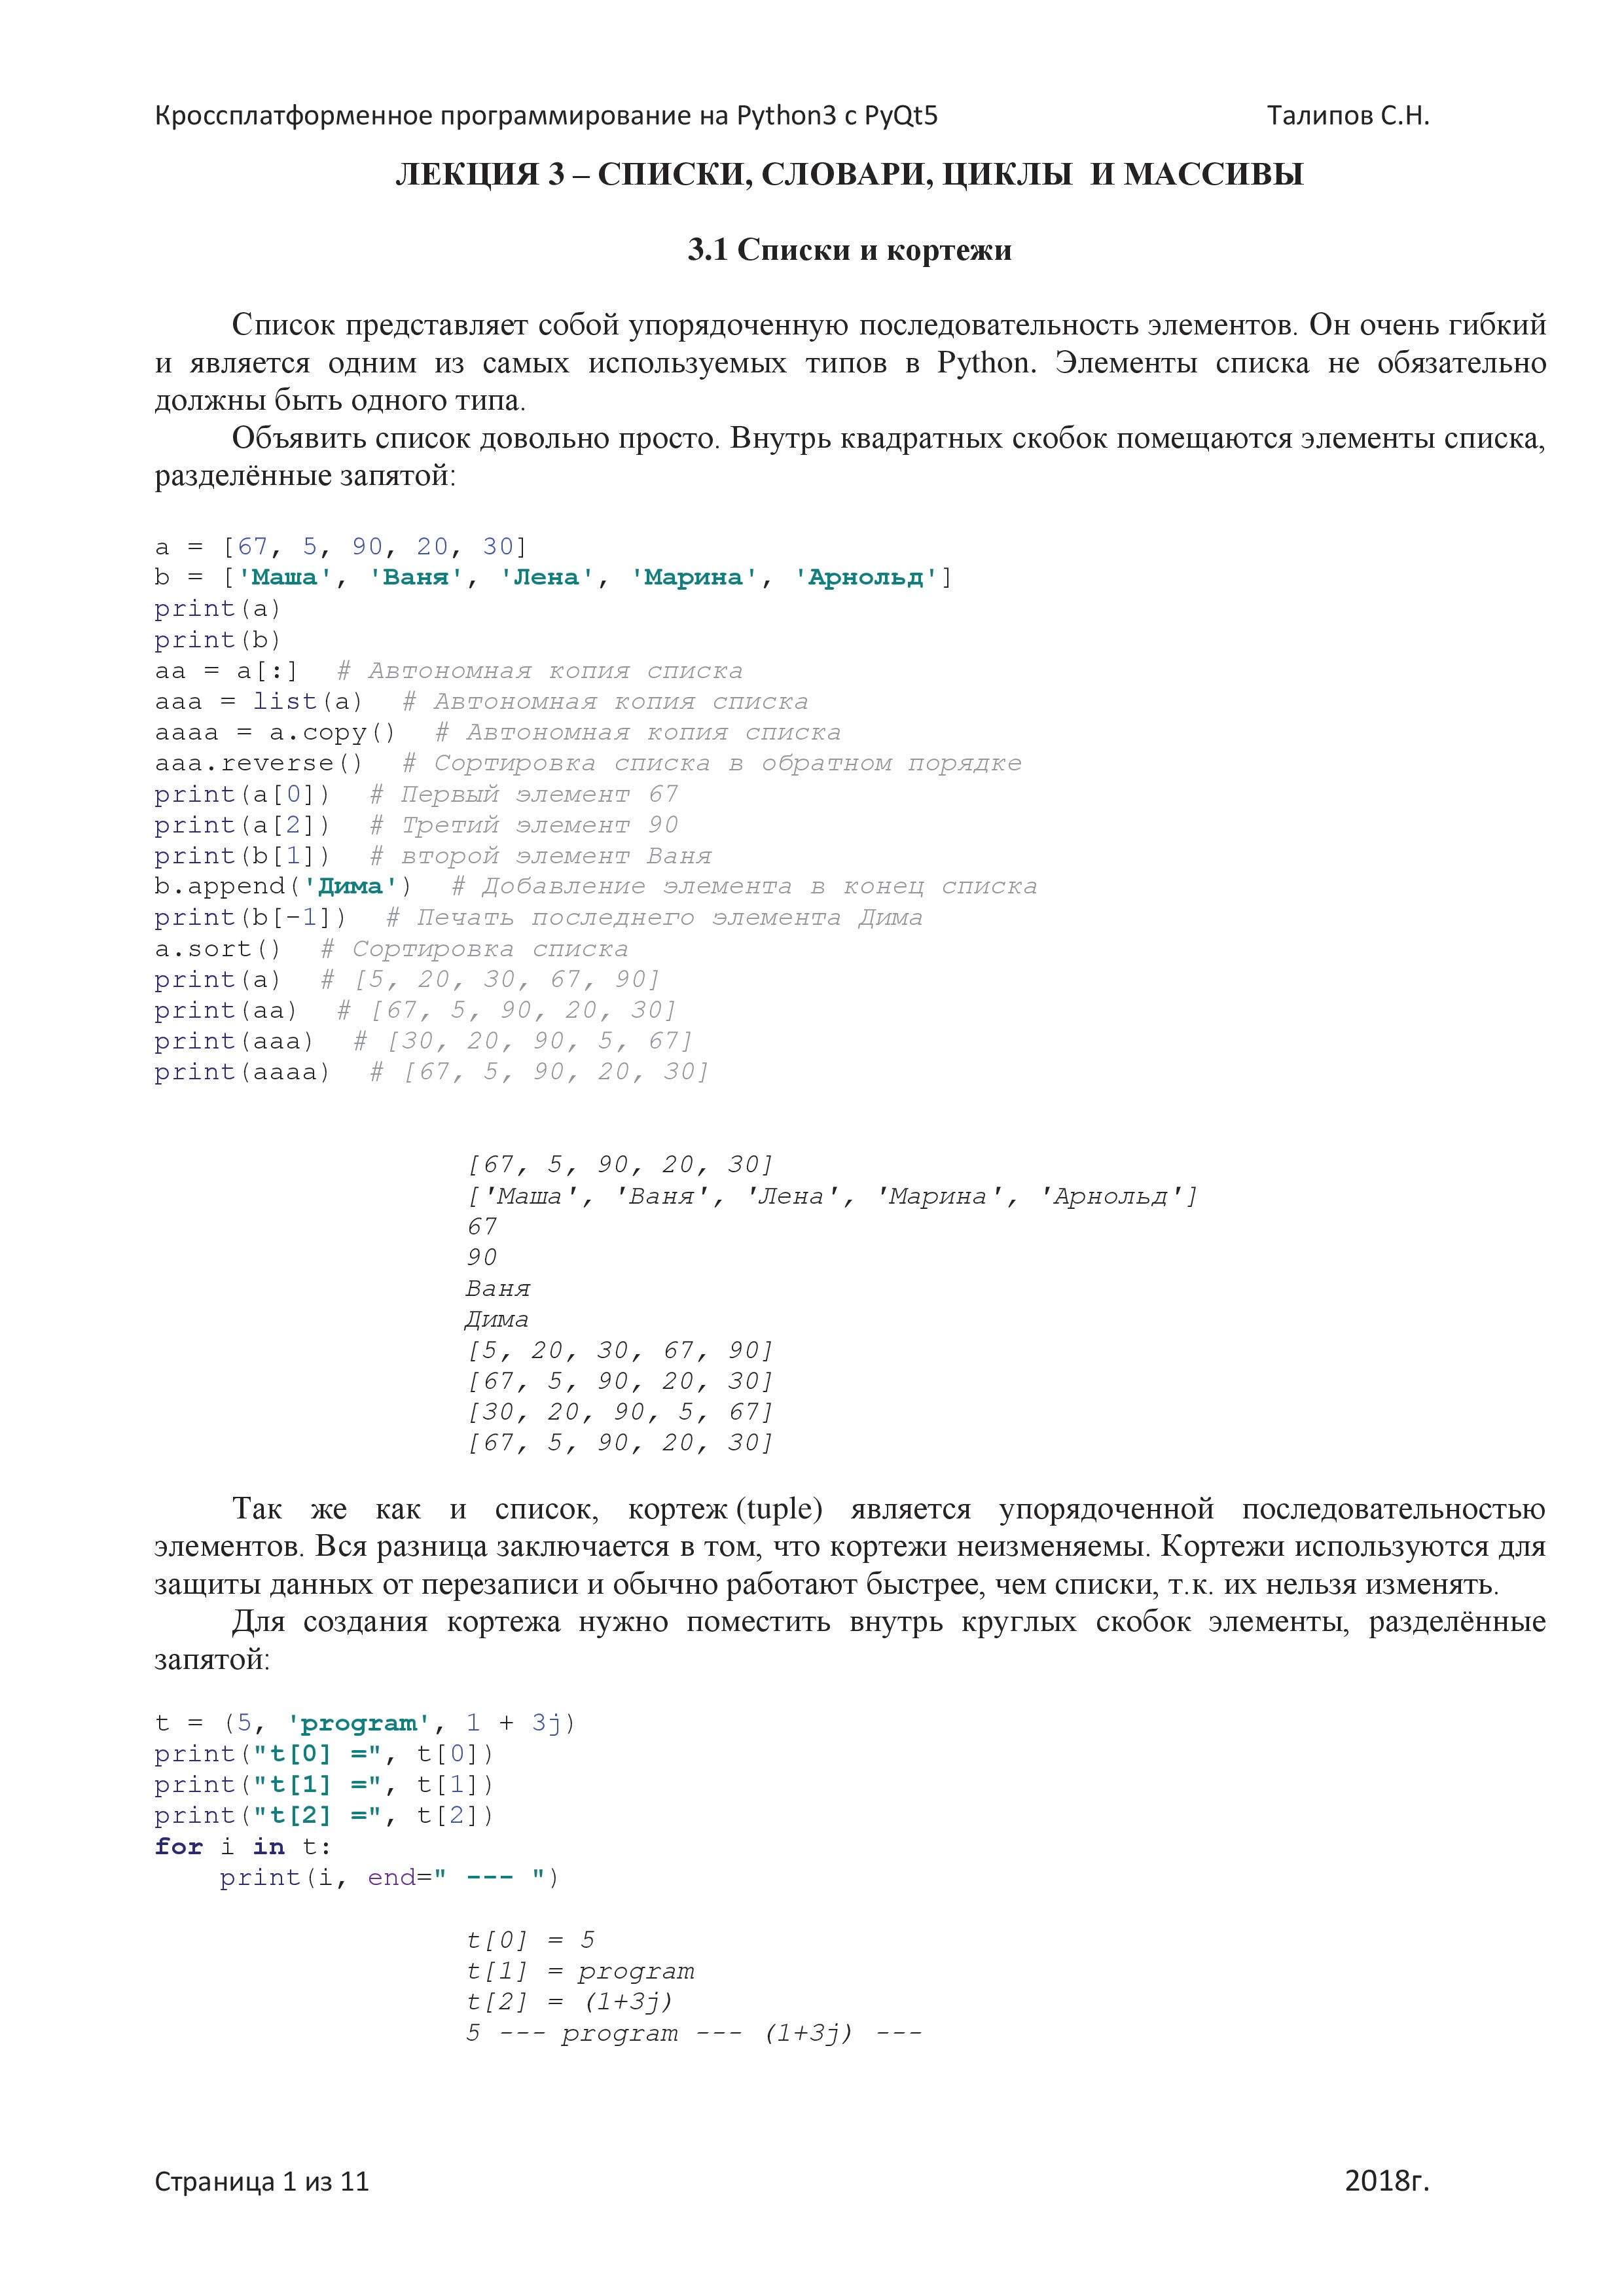 Кроссплатформенное программирование на Python3 с PyQt5 Талипов С.Н.
ЛЕКЦИЯ 3 – СПИСКИ, СЛОВАРИ, ЦИКЛЫ  И МАССИВЫ
3.1 Списки и кортежи
Список представляет собой упорядоченную последовательность элементов. Он очень гибкий
и является одним из самых используемых типов в Python. Элементы списка не обязательно
должны быть одного типа.
Объявить список довольно просто. Внутрь квадратных скобок помещаются элементы списка,
разделённые запятой:
a = [67, 5, 90, 20, 30]
b = ['Маша', 'Ваня', 'Лена', 'Марина', 'Арнольд']
print(a)
print(b)
aa = a[:]  # Автономная копия списка
aaa = list(a)  # Автономная копия списка
aaaa = a.copy()  # Автономная копия списка
aaa.reverse()  # Сортировка списка в обратном порядке
print(a[0])  # Первый элемент 67
print(a[2])  # Третий элемент 90
print(b[1])  # второй элемент Ваня
b.append('Дима')  # Добавление элемента в конец списка
print(b[-1])  # Печать последнего элемента Дима
a.sort()  # Сортировка списка
print(a)  # [5, 20, 30, 67, 90]
print(aa)  # [67, 5, 90, 20, 30]
print(aaa)  # [30, 20, 90, 5, 67]
print(aaaa)  # [67, 5, 90, 20, 30]
[67, 5, 90, 20, 30]
['Маша', 'Ваня', 'Лена', 'Марина', 'Арнольд']
67
90
Ваня
Дима
[5, 20, 30, 67, 90]
[67, 5, 90, 20, 30]
[30, 20, 90, 5, 67]
[67, 5, 90, 20, 30]
Так же как и список, кортеж (tuple) является упорядоченной последовательностью
элементов. Вся разница заключается в том, что кортежи неизменяемы. Кортежи используются для
защиты данных от перезаписи и обычно работают быстрее, чем списки, т.к. их нельзя изменять.
Для создания кортежа нужно поместить внутрь круглых скобок элементы, разделённые
запятой:
t = (5, 'program', 1 + 3j)
print("t[0] =", t[0])
print("t[1] =", t[1])
print("t[2] =", t[2])
for i in t:
    print(i, end=" --- ")
t[0] = 5
t[1] = program
t[2] = (1+3j)
5 --- program --- (1+3j) ---
Страница 1 из 11 2018г.